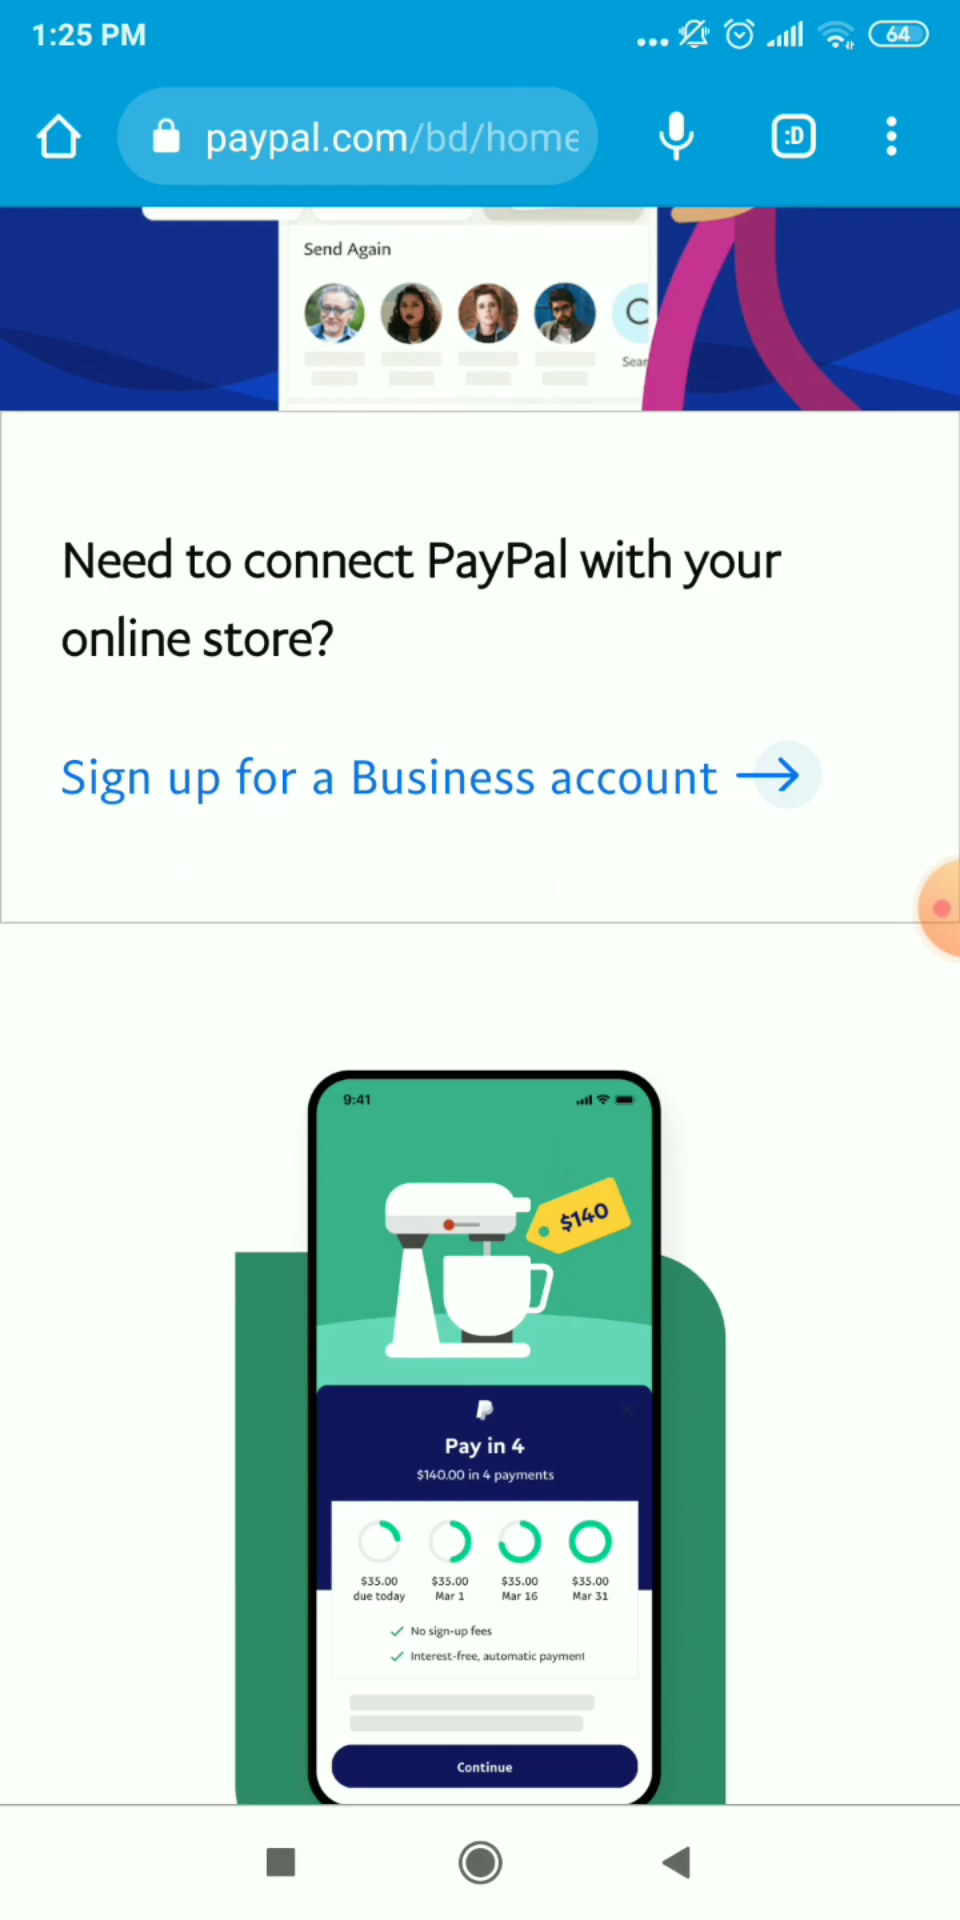 1:25 PM
64
paypal.com/bd/home
:D
Send Again
Need to connect PayPal with your
online store?
Sign up for a Business account
9:41
$140
Pay in 4
$140.00 in 4 payments
$35.00 $35.00 $35.00 $35.00
due today Mar 1 Mar 16 Mar 31
No sign-up fees
Interest-free, automatic payment
Continue